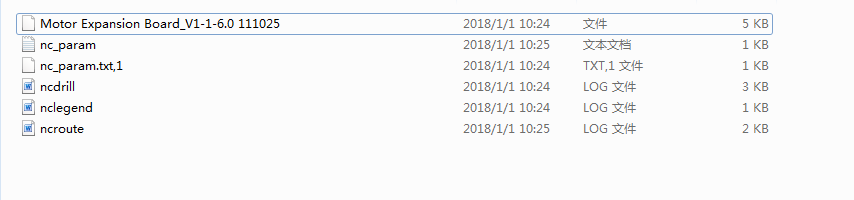 Motor Expansion Board_V1-1-6.0 111025 2018/1/1 10:24 文件 5 KB
nc_param 2018/1/1 10:25 文本文档 1 KB
nc_param.txt,1 2018/1/1 10:24 TXT,1 文件 1 KB
ncdrill 2018/1/1 10:24 LOG 文件 3 KB
nclegend 2018/1/1 10:24 LOG 文件 1 KB
ncroute 2018/1/1 10:25 LOG 文件 2 KB